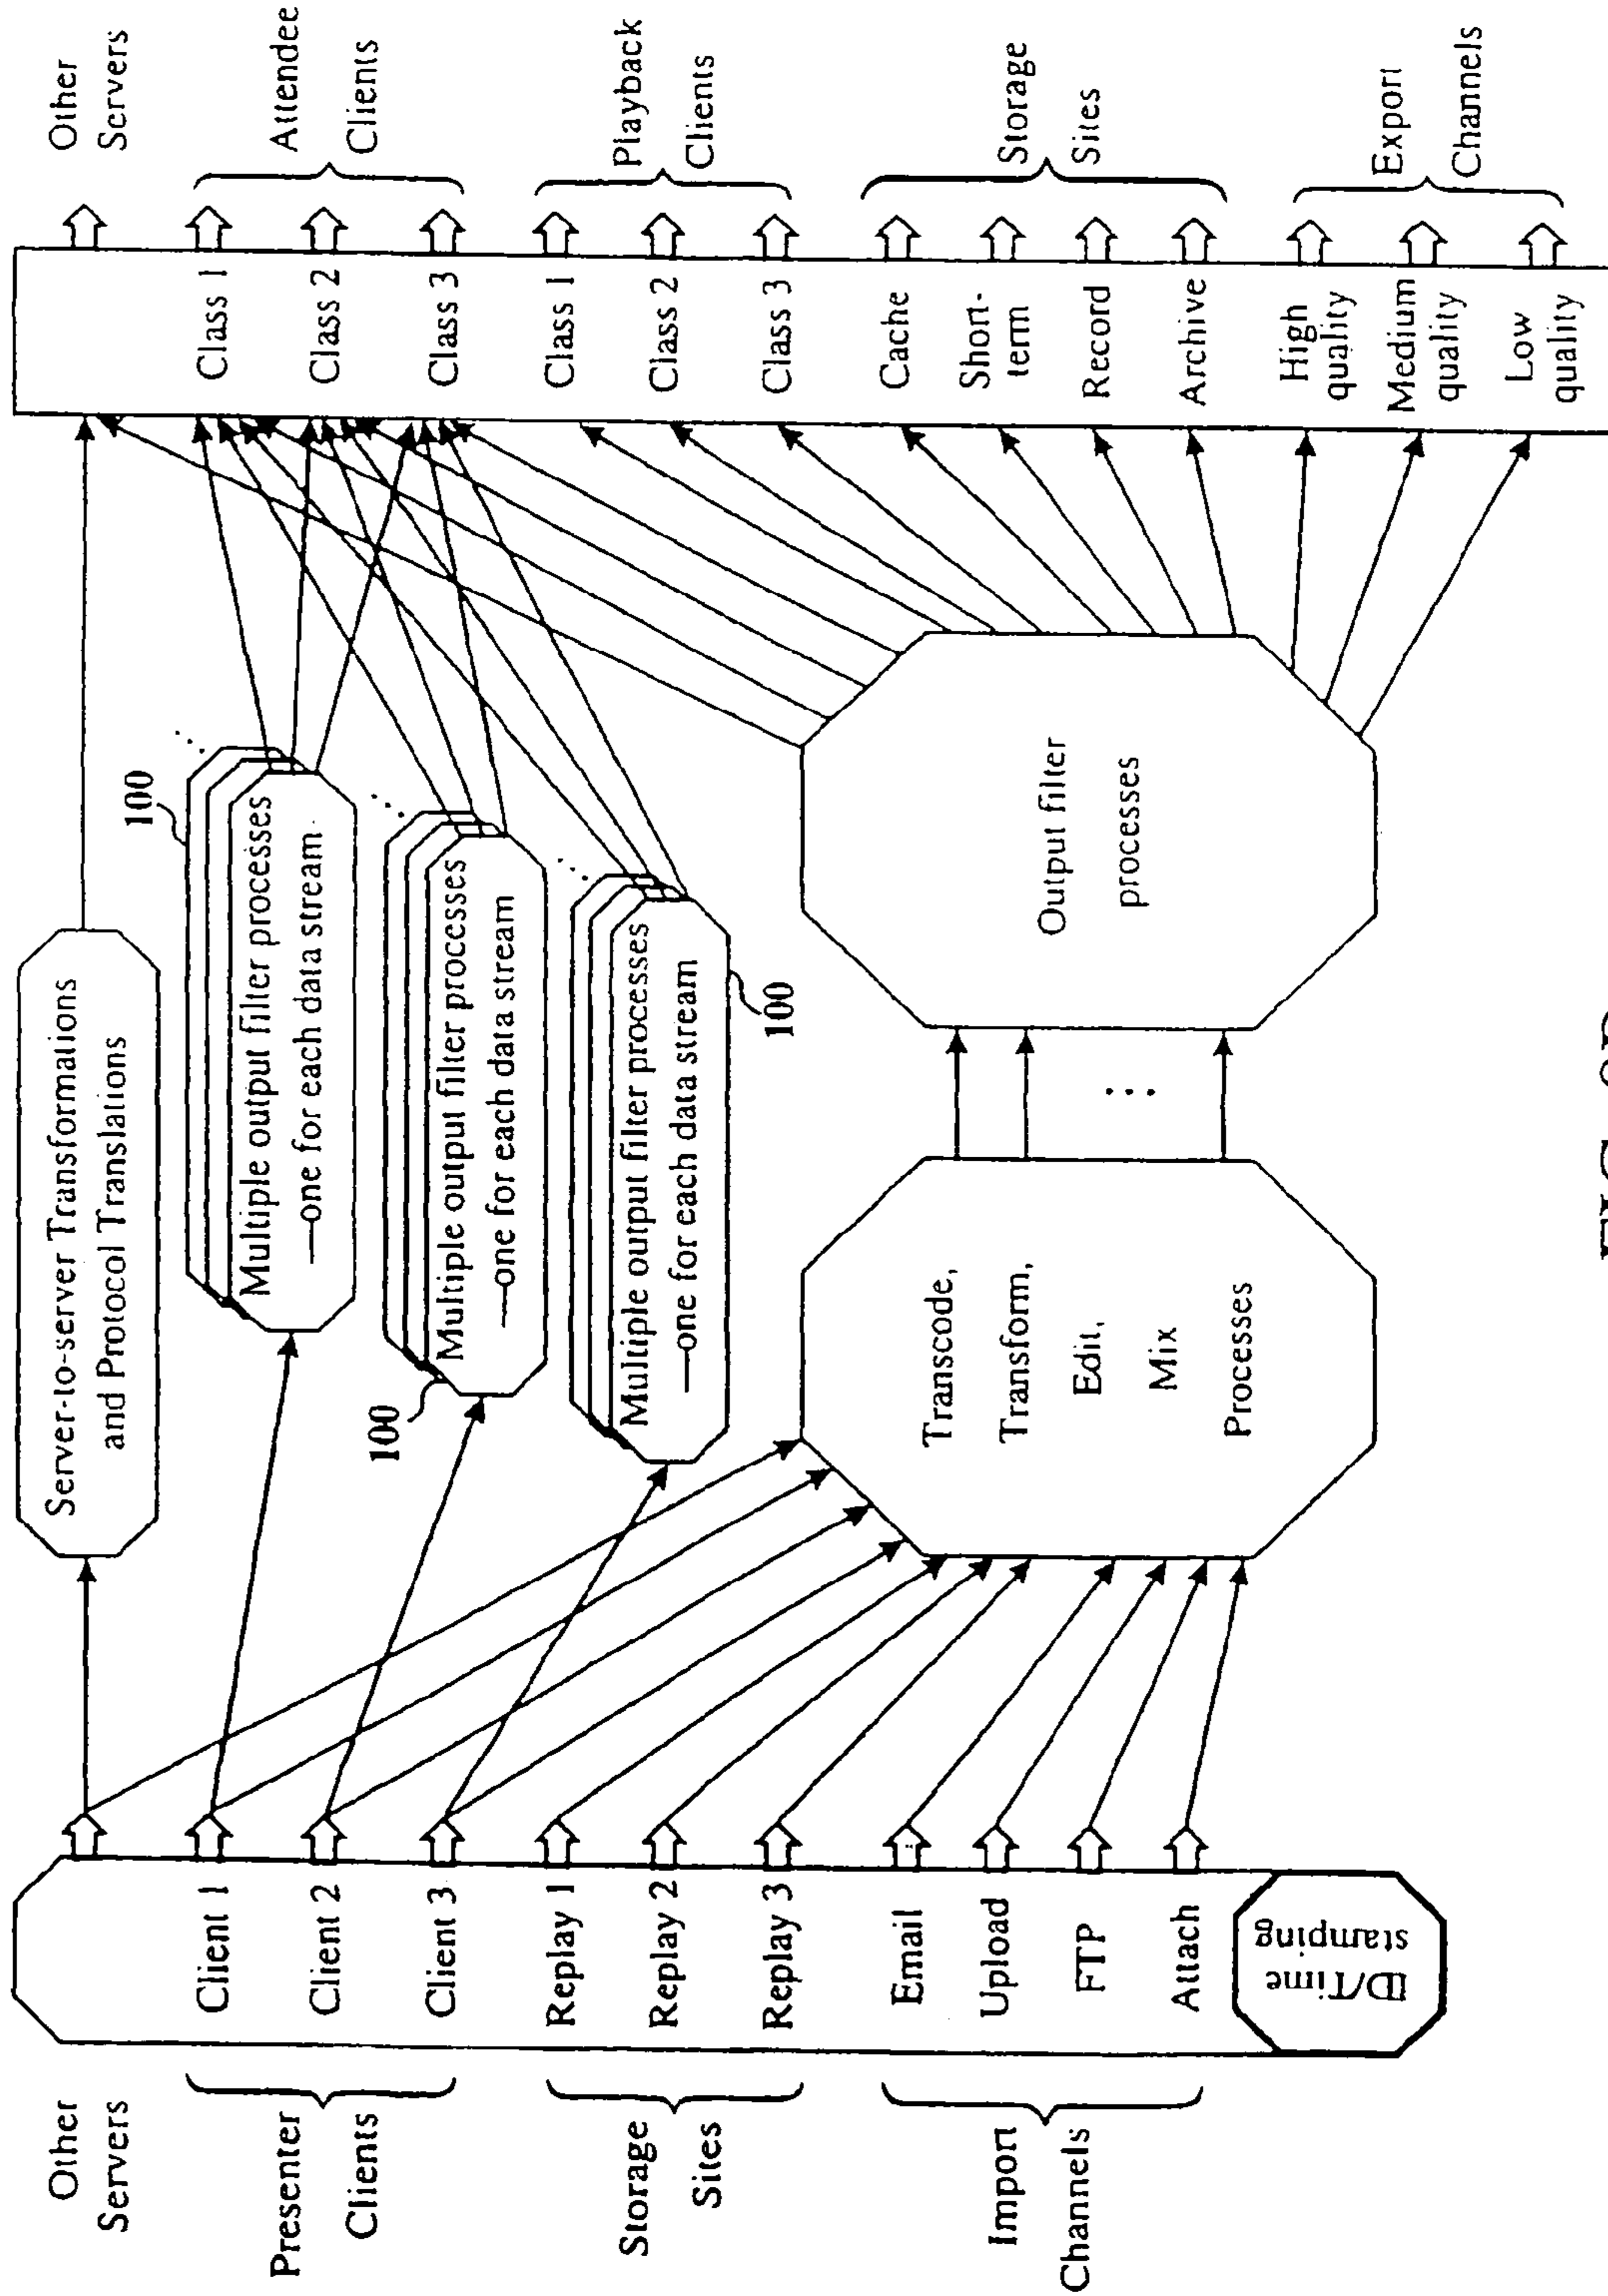 Other
Servers
Presenter
Clients
Storage
Sites
Import
Channels
Client 1
Client 2
Client 3
Replay 1
Replay 2
Replay 3
Email
Upload
FTP
Attach
ID/Time
stamping
Server-to-server Transformations
and Protocol Translations
100
Multiple output filter processes
—one for each data stream
100
Multiple output filter processes
—one for each data stream
Multiple output filter processes
—one for each data stream
100
Transcode,
Transform,
Edit,
Mix
Processes
Output filter
processes
Class 1
Class 2
Class 3
Class 1
Class 2
Class 3
Cache
Short-
term
Record
Archive
High
quality
Medium
quality
Low
quality
Other
Servers
Attendee
Clients
Playback
Clients
Storage
Sites
Export
Channels